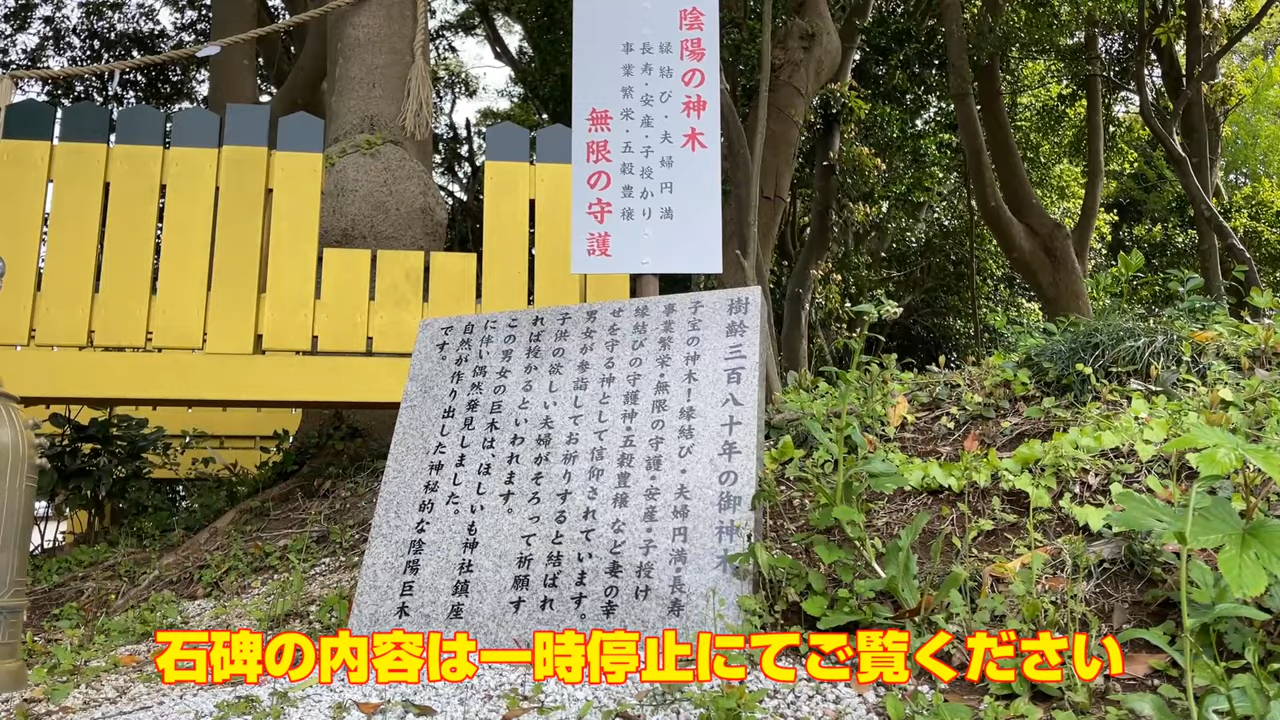 陰陽の神木
縁結び・夫婦円満
長寿・安産・子授かり
事業繁栄・五穀豊穣
無限の守護
樹齢三百八十年の御神木
子宝の神木！縁結び・夫婦円満・長寿
事業繁栄・無限の守護・安産・子授け
縁結びの守護神・五穀豊穣など妻の幸
せを守る神として信仰されています。
男女が参詣してお祈りすると結ばれ
子供の欲しい夫婦がそろって祈願す
れば授かるといわれます。
この男女の巨木は、ほしいも神社鎮座
に伴い偶然発見しました。
自然が作り出した神秘的な陰陽巨木
です。
石碑の内容は一時停止にてご覧ください